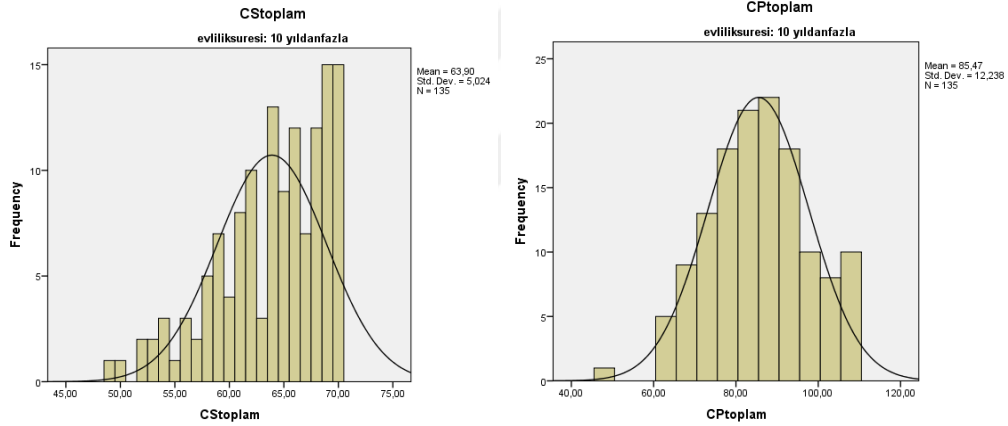 CStoplam
evliliksuresi: 10 yıldanfazla
Mean = 63,90
Std. Dev. = 5,024
N = 135
15
10
5
0
Frequency
45,00 50,00 55,00 60,00 65,00 70,00 75,00
CStoplam
CPtoplam
evliliksuresi: 10 yıldanfazla
Mean = 85,47
Std. Dev. = 12,238
N = 135
25
20
15
10
5
0
Frequency
40,00 60,00 80,00 100,00 120,00
CPtoplam